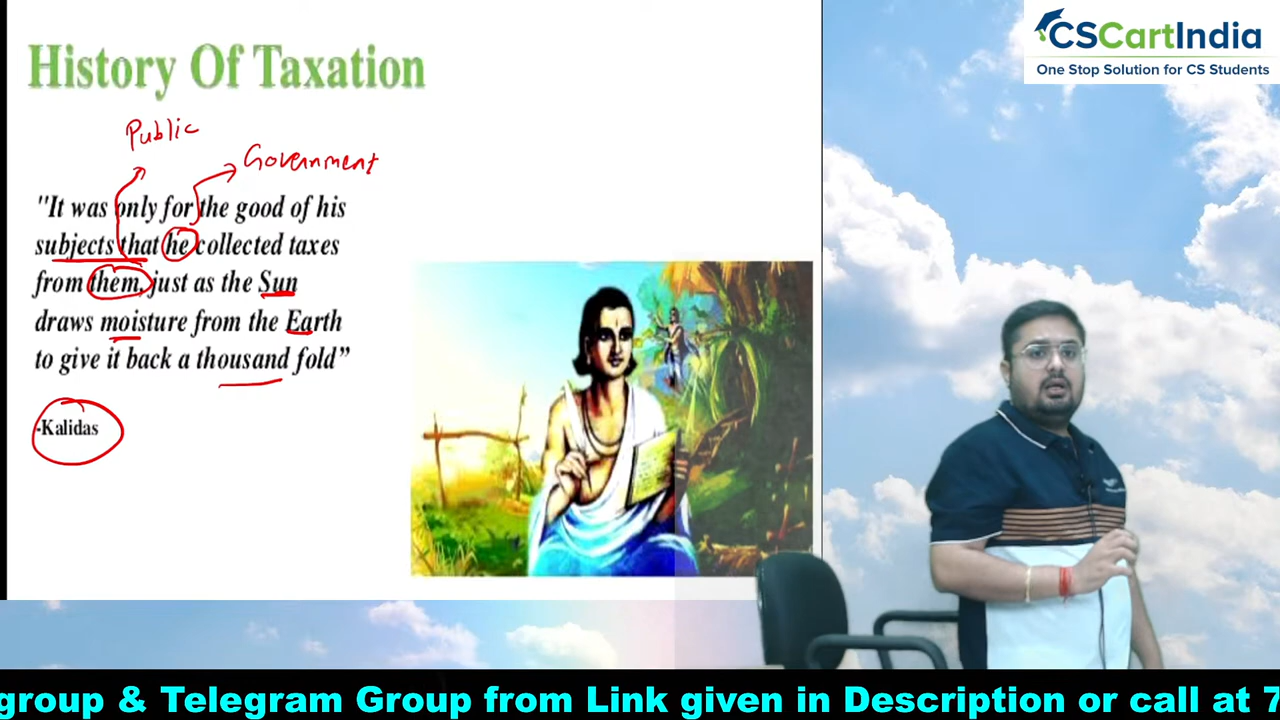 History Of Taxation
Public
Government
"It was only for the good of his
subjects that he collected taxes
from them, just as the Sun
draws moisture from the Earth
to give it back a thousand fold”
-Kalidas
CSCartIndia
One Stop Solution for CS Students
group & Telegram Group from Link given in Description or call at 7